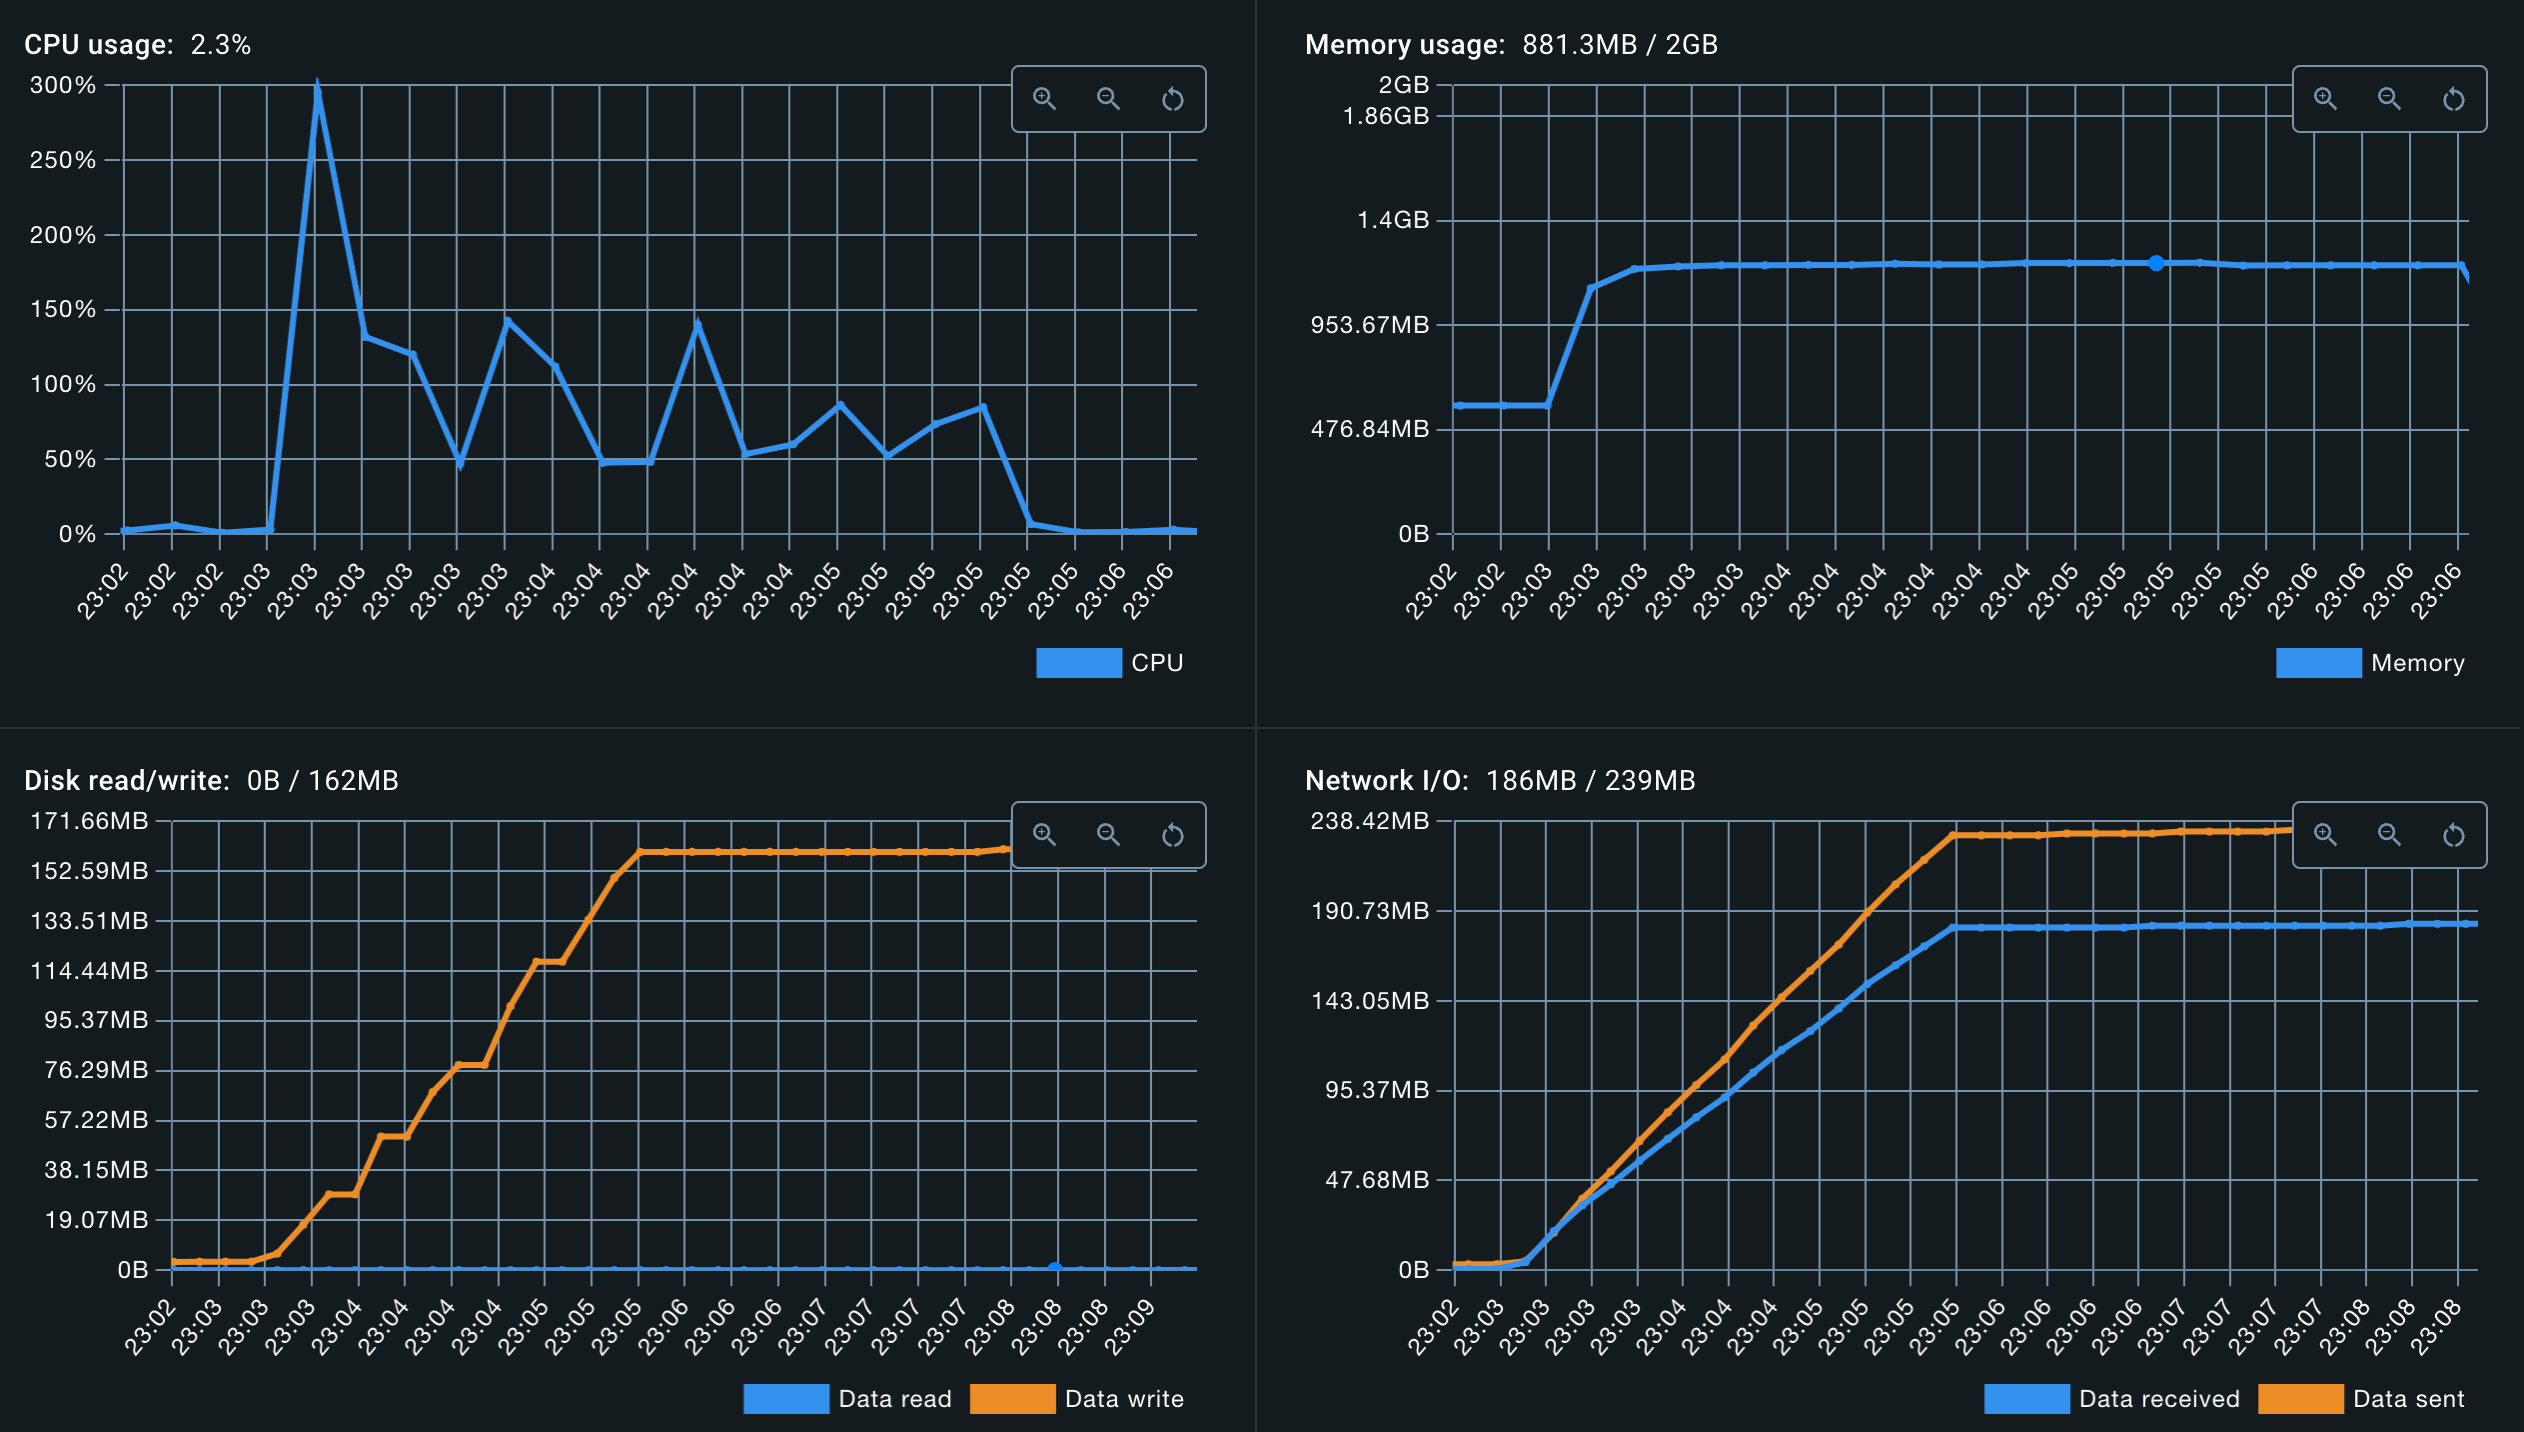 CPU usage: 2.3%
300%
250%
200%
150%
100%
50%
0%
23:02 23:02 23:02 23:03 23:03 23:03 23:03 23:03 23:03 23:04 23:04 23:04 23:04 23:04 23:04 23:05 23:05 23:05 23:05 23:05 23:05 23:06 23:06
CPU
Memory usage: 881.3MB / 2GB
2GB
1.86GB
1.4GB
953.67MB
476.84MB
0B
23:02 23:02 23:03 23:03 23:03 23:03 23:03 23:04 23:04 23:04 23:04 23:04 23:04 23:05 23:05 23:05 23:05 23:05 23:06 23:06 23:06 23:06
Memory
Disk read/write: 0B / 162MB
171.66MB
152.59MB
133.51MB
114.44MB
95.37MB
76.29MB
57.22MB
38.15MB
19.07MB
0B
23:02 23:03 23:03 23:03 23:04 23:04 23:04 23:04 23:05 23:05 23:05 23:06 23:06 23:06 23:07 23:07 23:07 23:07 23:08 23:08 23:08 23:09
Data read Data write
Network I/O: 186MB / 239MB
238.42MB
190.73MB
143.05MB
95.37MB
47.68MB
0B
23:02 23:03 23:03 23:03 23:03 23:04 23:04 23:04 23:05 23:05 23:05 23:05 23:06 23:06 23:06 23:06 23:07 23:07 23:07 23:07 23:08 23:08 23:08
Data received Data sent